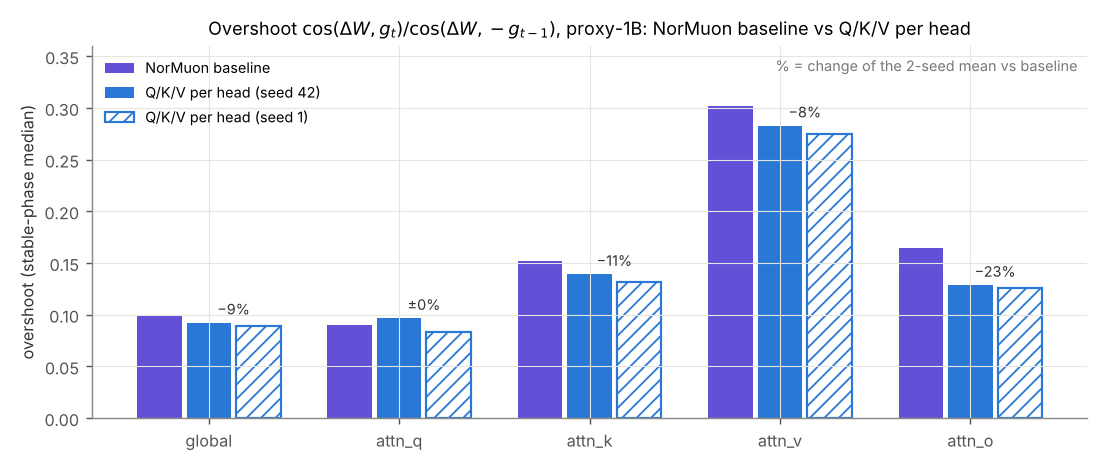 Overshoot cos(ΔW, g_t)/cos(ΔW, −g_{t−1}), proxy-1B: NorMuon baseline vs Q/K/V per head
NorMuon baseline
Q/K/V per head (seed 42)
Q/K/V per head (seed 1)
% = change of the 2-seed mean vs baseline
overshoot (stable-phase median)
0.35
0.30
0.25
0.20
0.15
0.10
0.05
0.00
−9%
±0%
−11%
−8%
−23%
global
attn_q
attn_k
attn_v
attn_o